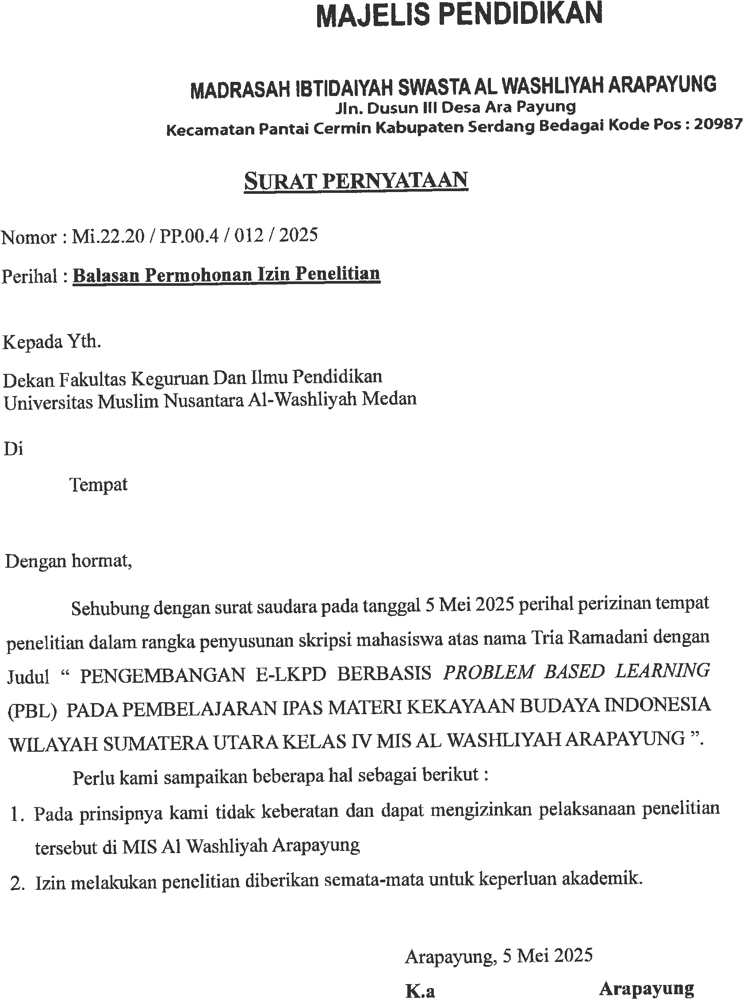 MAJELIS PENDIDIKAN
MADRASAH IBTIDAIYAH SWASTA AL WASHLIYAH ARAPAYUNG
Jln. Dusun III Desa Ara Payung
Kecamatan Pantai Cermin Kabupaten Serdang Bedagai Kode Pos : 20987
SURAT PERNYATAAN
Nomor : Mi.22.20 / PP.00.4 / 012 / 2025
Perihal : Balasan Permohonan Izin Penelitian
Kepada Yth.
Dekan Fakultas Keguruan Dan Ilmu Pendidikan
Universitas Muslim Nusantara Al-Washliyah Medan
Di
Tempat
Dengan hormat,
Sehubung dengan surat saudara pada tanggal 5 Mei 2025 perihal perizinan tempat
penelitian dalam rangka penyusunan skripsi mahasiswa atas nama Tria Ramadani dengan
Judul “ PENGEMBANGAN E-LKPD BERBASIS PROBLEM BASED LEARNING
(PBL) PADA PEMBELAJARAN IPAS MATERI KEKAYAAN BUDAYA INDONESIA
WILAYAH SUMATERA UTARA KELAS IV MIS AL WASHLIYAH ARAPAYUNG ”.
Perlu kami sampaikan beberapa hal sebagai berikut :
1. Pada prinsipnya kami tidak keberatan dan dapat mengizinkan pelaksanaan penelitian
tersebut di MIS Al Washliyah Arapayung
2. Izin melakukan penelitian diberikan semata-mata untuk keperluan akademik.
Arapayung, 5 Mei 2025
K.a Arapayung